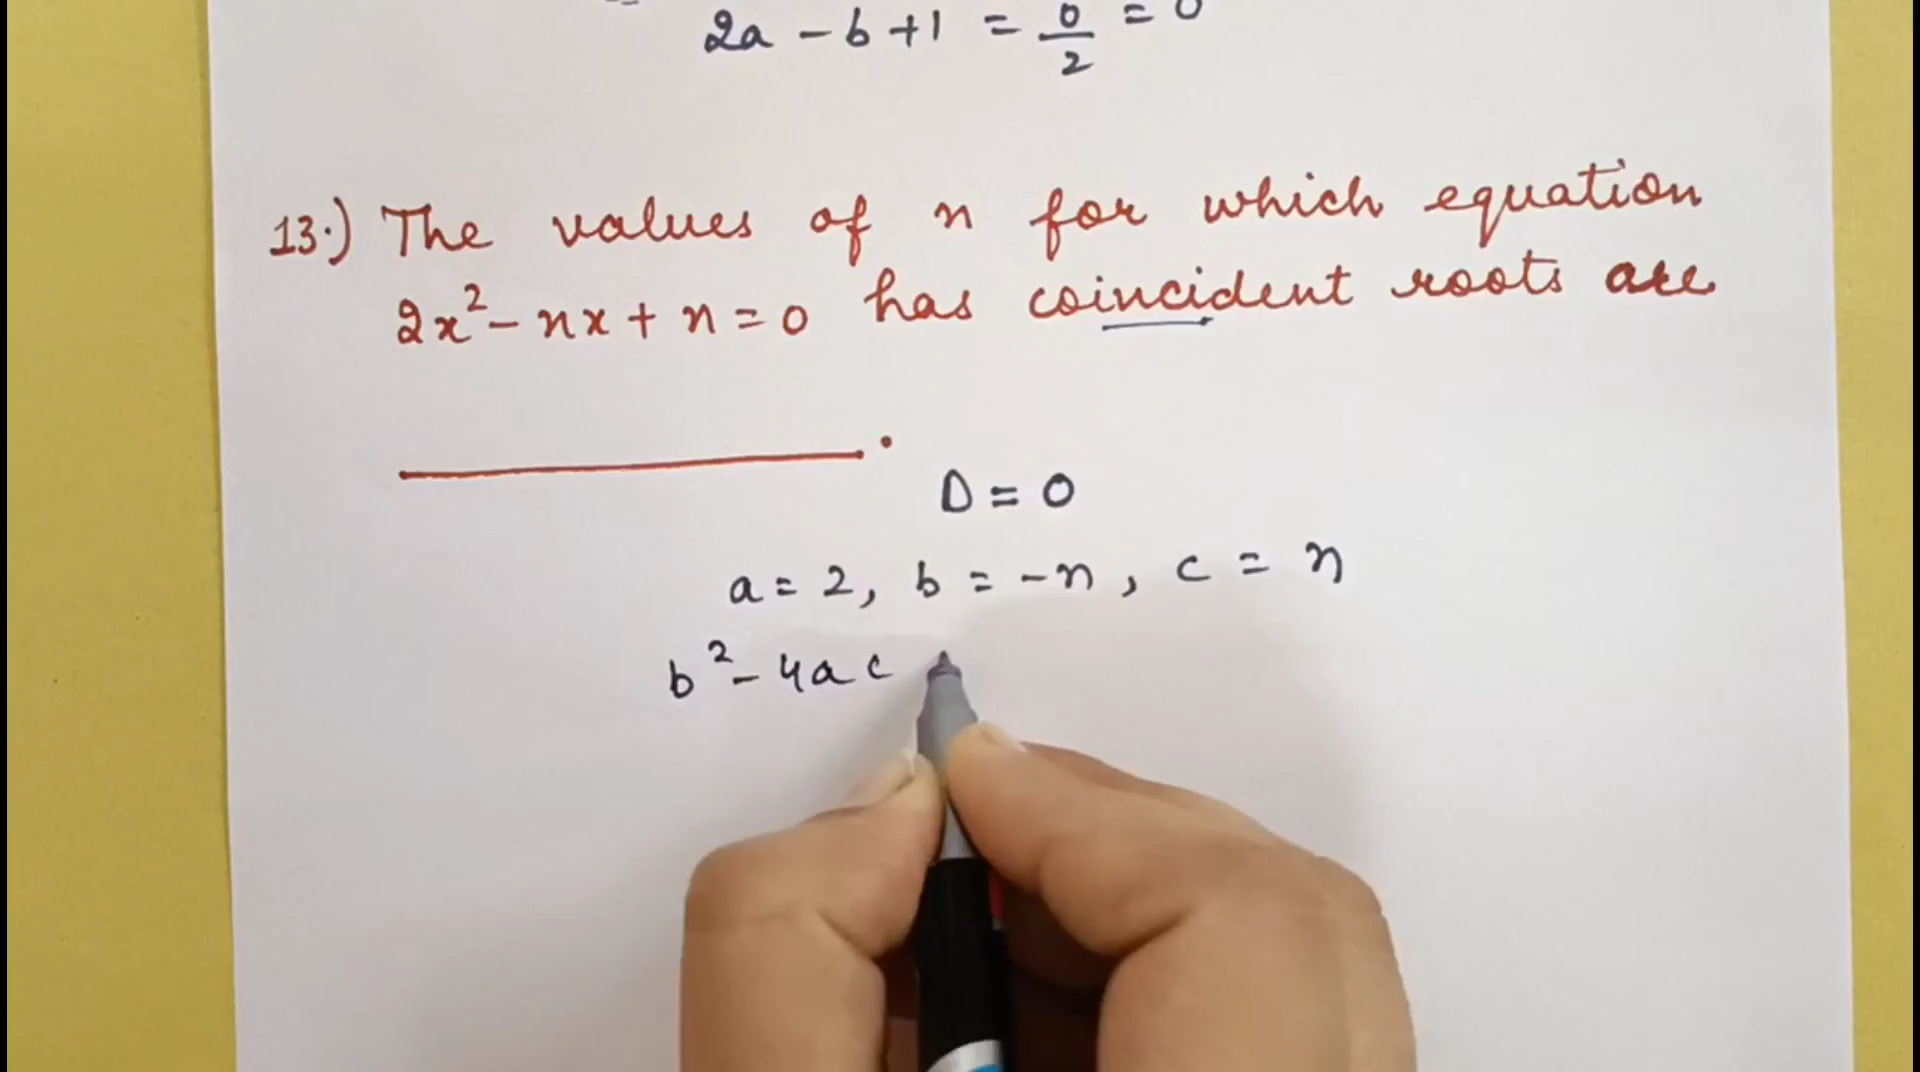 2a - b + 1 = 0/2 = 0
13.) The values of n for which equation
2x² - nx + n = 0 has coincident roots are
__________.
D = 0
a = 2, b = -n, c = n
b² - 4ac